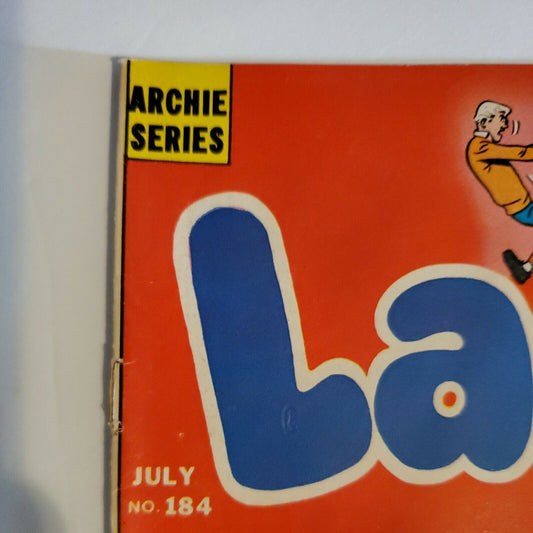 ARCHIE
SERIES
La
JULY
NO. 184